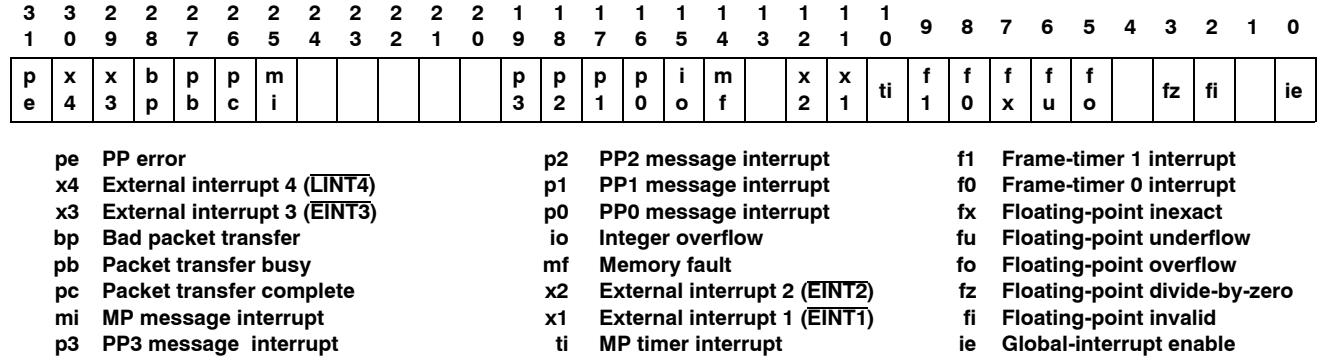 3 3 2 2 2 2 2 2 2 2 2 2 1 1 1 1 1 1 1 1 1 1
1 0 9 8 7 6 5 4 3 2 1 0 9 8 7 6 5 4 3 2 1 0 9 8 7 6 5 4 3 2 1 0
p x x b p p m p p p p i m x x ti f f f f f fz fi ie
e 4 3 p b c i 3 2 1 0 o f 2 1 1 0 x u o
pe PP error
x4 External interrupt 4 (LINT4)
x3 External interrupt 3 (EINT3)
bp Bad packet transfer
pb Packet transfer busy
pc Packet transfer complete
mi MP message interrupt
p3 PP3 message interrupt
p2 PP2 message interrupt
p1 PP1 message interrupt
p0 PP0 message interrupt
io Integer overflow
mf Memory fault
x2 External interrupt 2 (EINT2)
x1 External interrupt 1 (EINT1)
ti MP timer interrupt
f1 Frame-timer 1 interrupt
f0 Frame-timer 0 interrupt
fx Floating-point inexact
fu Floating-point underflow
fo Floating-point overflow
fz Floating-point divide-by-zero
fi Floating-point invalid
ie Global-interrupt enable